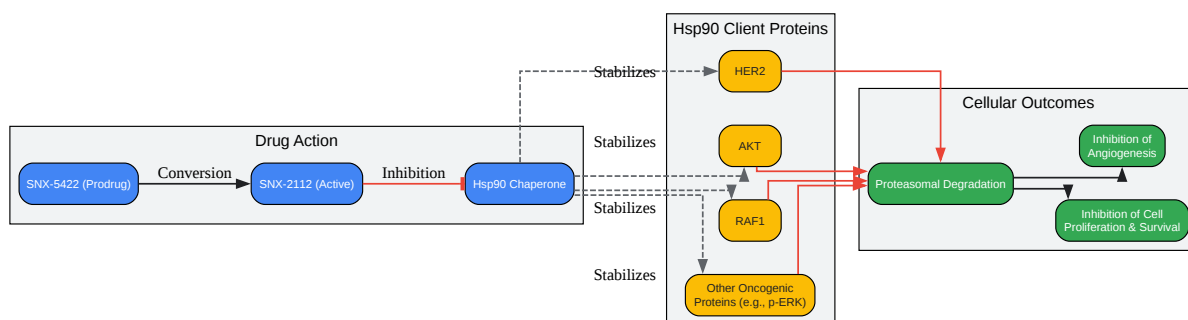 Drug Action
SNX-5422 (Prodrug)
Conversion
SNX-2112 (Active)
Inhibition
Hsp90 Chaperone
Stabilizes
Stabilizes
Stabilizes
Stabilizes
Hsp90 Client Proteins
HER2
AKT
RAF1
Other Oncogenic
Proteins (e.g., p-ERK)
Cellular Outcomes
Proteasomal Degradation
Inhibition of
Angiogenesis
Inhibition of Cell
Proliferation & Survival